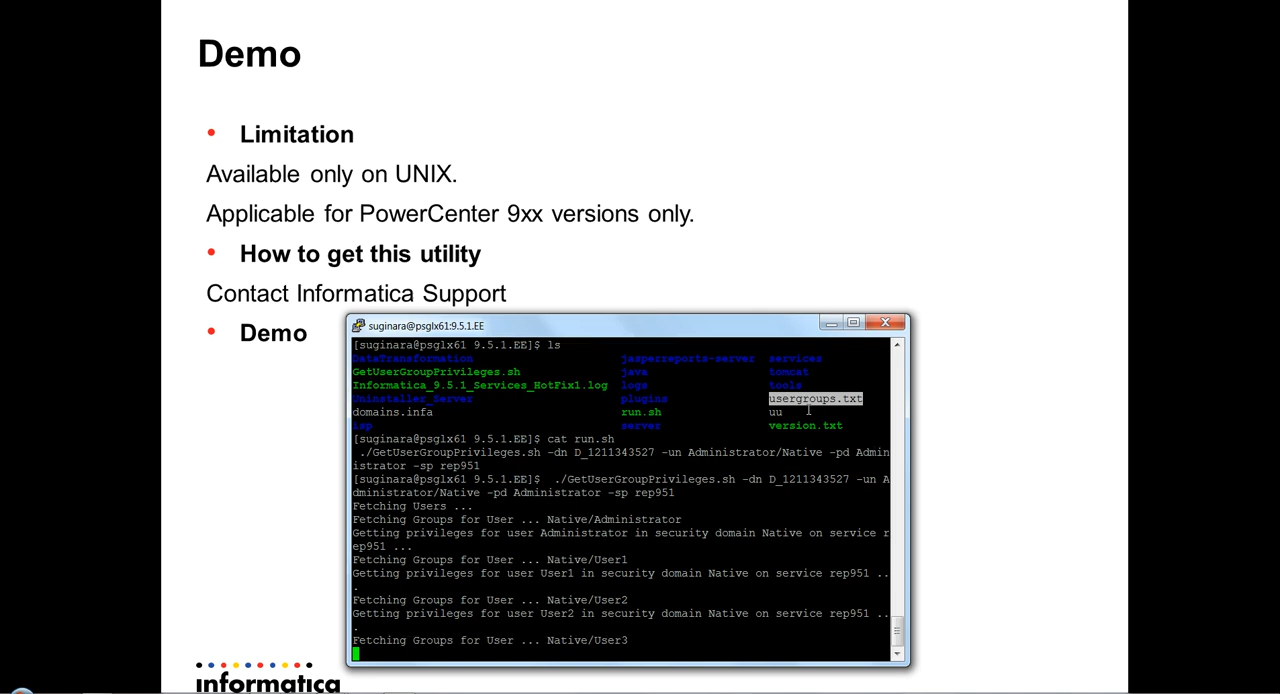 Demo
• Limitation
Available only on UNIX.
Applicable for PowerCenter 9xx versions only.
• How to get this utility
Contact Informatica Support
• Demo
suginara@psglx61:9.5.1.EE
[suginara@psglx61 9.5.1.EE]$ ls
DataTransformation jasperreports-server services
GetUserGroupPrivileges.sh java tomcat
Informatica_9.5.1_Services_HotFix1.log logs tools
Uninstaller_Server plugins usergroups.txt
domains.infa run.sh uu
isp server version.txt
[suginara@psglx61 9.5.1.EE]$ cat run.sh
./GetUserGroupPrivileges.sh -dn D_1211343527 -un Administrator/Native -pd Admin
istrator -sp rep951
[suginara@psglx61 9.5.1.EE]$ ./GetUserGroupPrivileges.sh -dn D_1211343527 -un A
dministrator/Native -pd Administrator -sp rep951
Fetching Users ...
Fetching Groups for User ... Native/Administrator
Getting privileges for user Administrator in security domain Native on service r
ep951 ...
Fetching Groups for User ... Native/User1
Getting privileges for user User1 in security domain Native on service rep951 ..
.
Fetching Groups for User ... Native/User2
Getting privileges for user User2 in security domain Native on service rep951 ..
.
Fetching Groups for User ... Native/User3
informatica